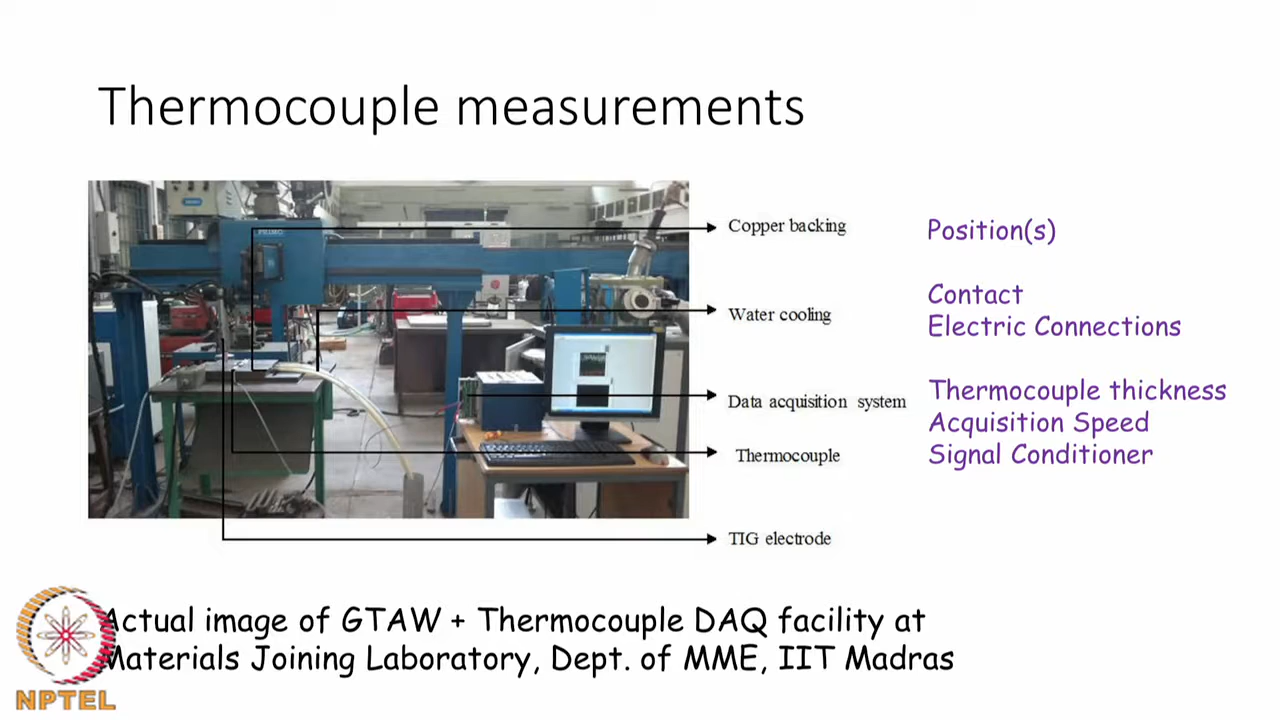 Thermocouple measurements
Copper backing
Water cooling
Data acquisition system
Thermocouple
TIG electrode
Position(s)
Contact
Electric Connections
Thermocouple thickness
Acquisition Speed
Signal Conditioner
Actual image of GTAW + Thermocouple DAQ facility at
Materials Joining Laboratory, Dept. of MME, IIT Madras
NPTEL